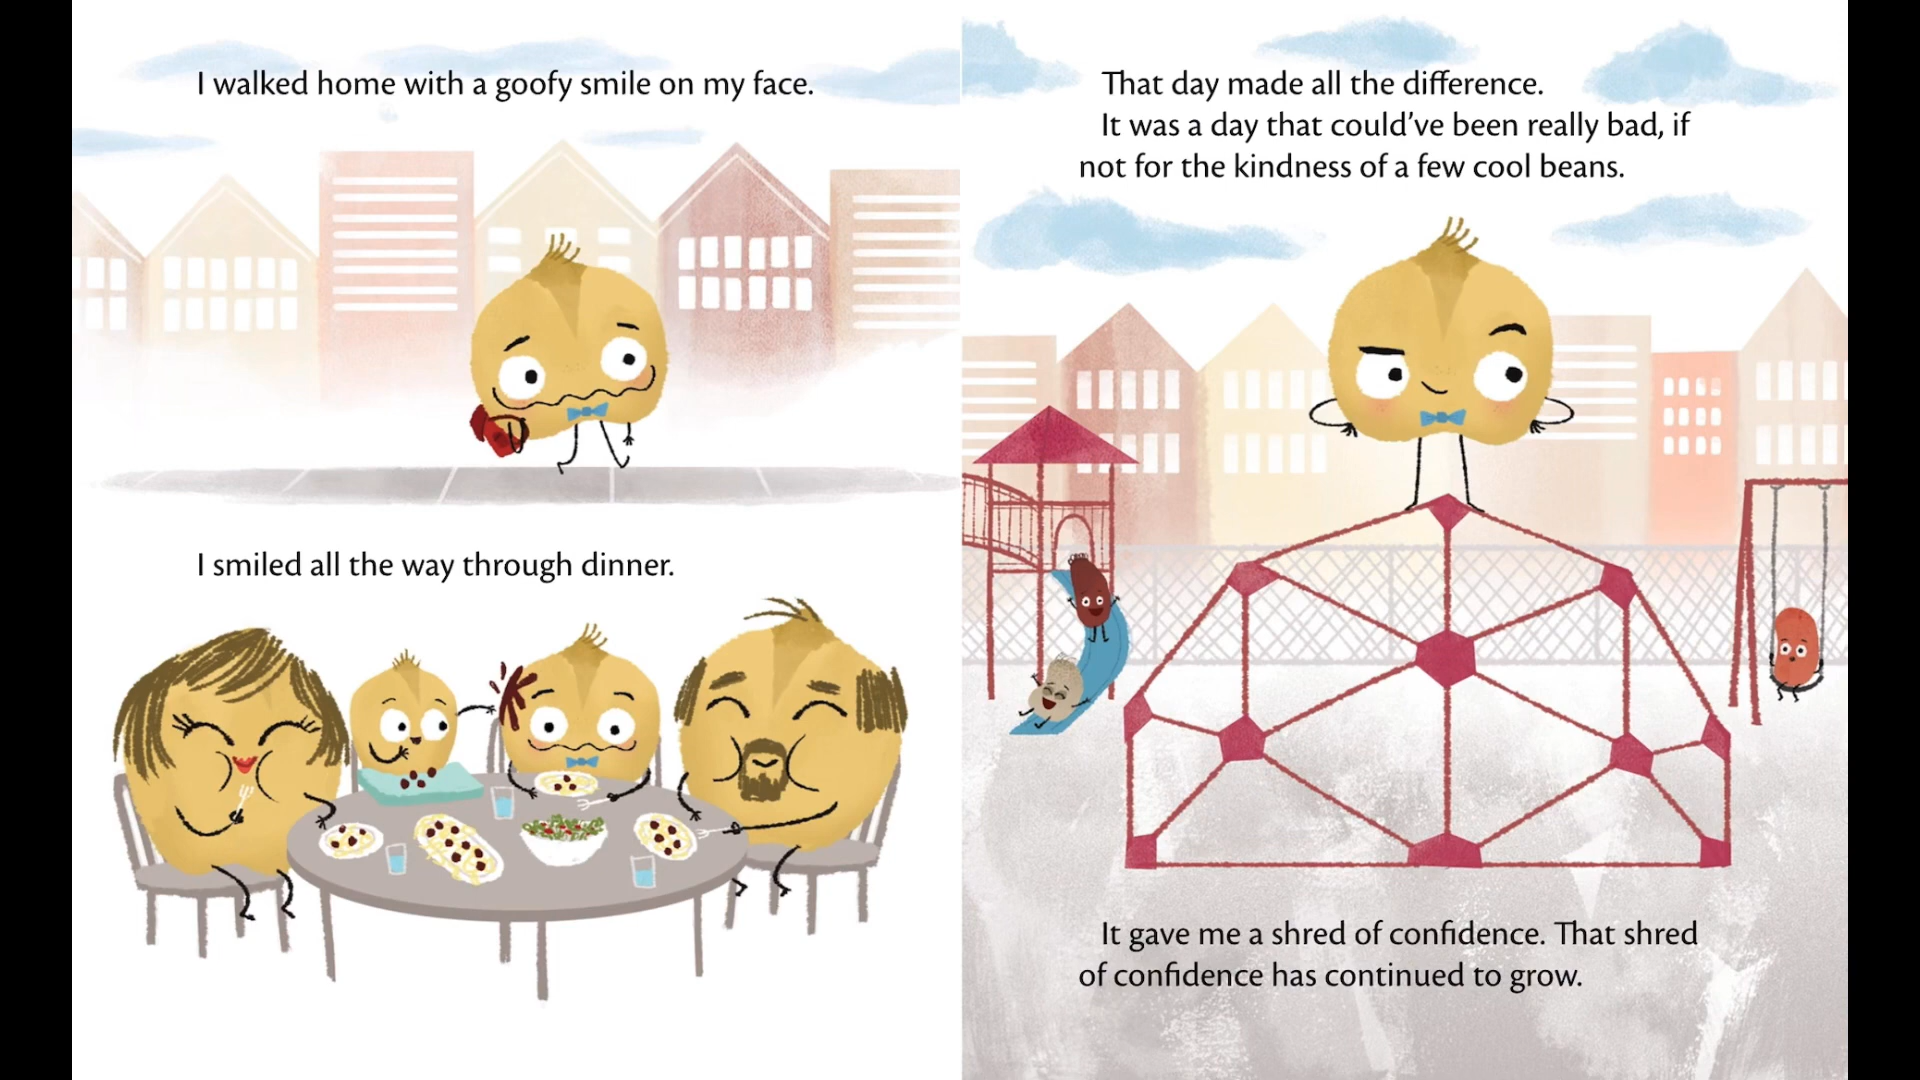 I walked home with a goofy smile on my face.
I smiled all the way through dinner.
That day made all the difference.
It was a day that could’ve been really bad, if
not for the kindness of a few cool beans.
It gave me a shred of confidence. That shred
of confidence has continued to grow.